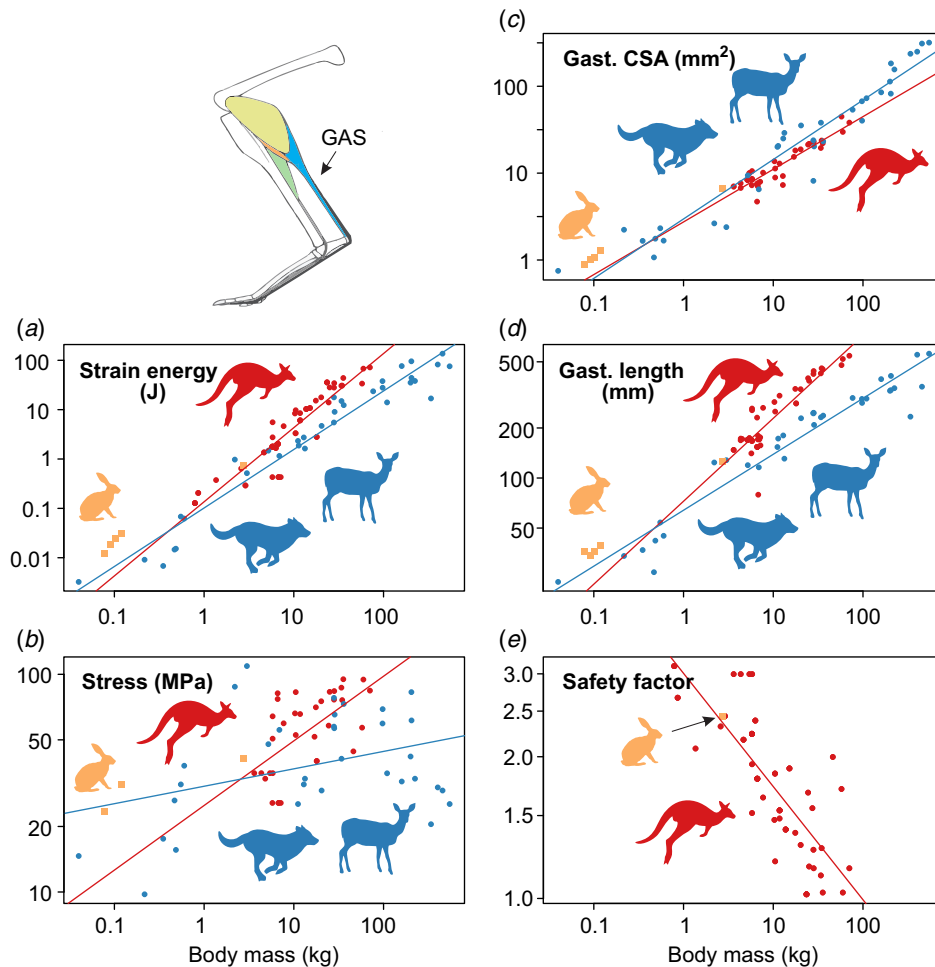 GAS
(c)
Gast. CSA (mm²)
100
10
1
0.1 1 10 100
(a)
Strain energy
(J)
100
10
1
0.1
0.01
0.1 1 10 100
(d)
Gast. length
(mm)
500
200
100
50
0.1 1 10 100
(b)
Stress (MPa)
100
50
20
10
0.1 1 10 100
Body mass (kg)
(e)
Safety factor
3.0
2.5
2.0
1.5
1.0
0.1 1 10 100
Body mass (kg)